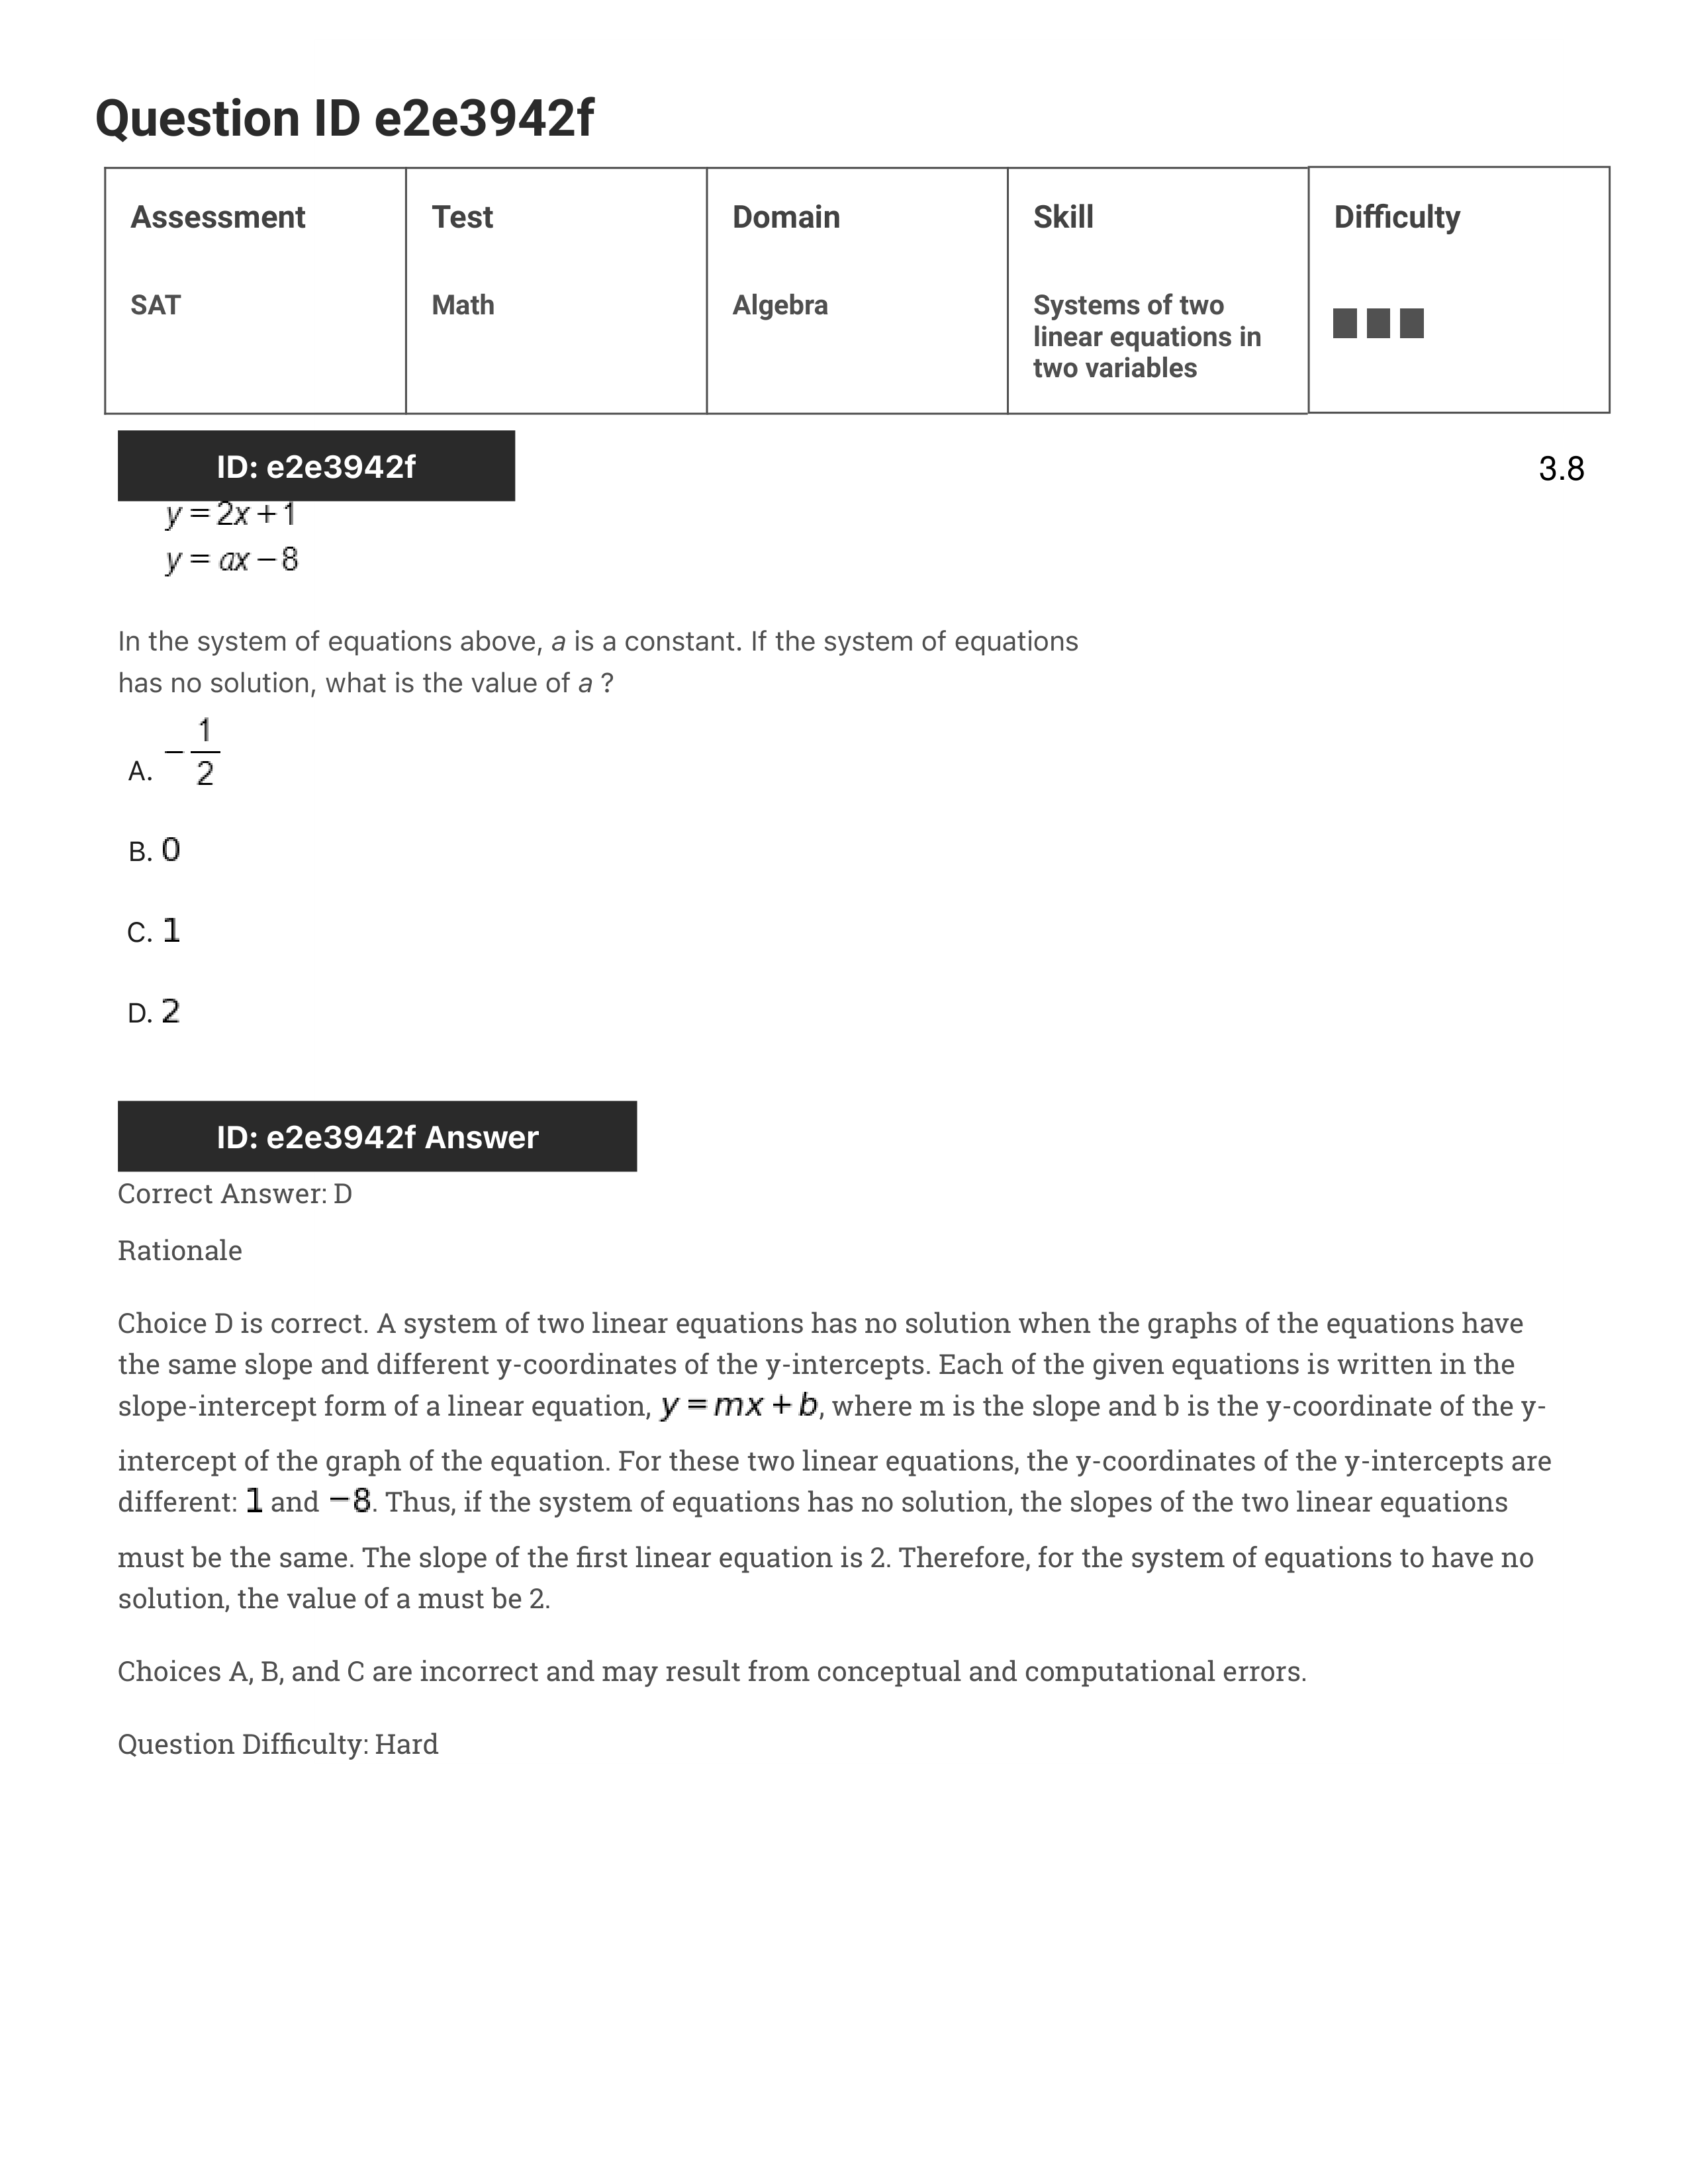 Question ID e2e3942f
Assessment Test Domain Skill Difficulty
SAT Math Algebra Systems of two
linear equations in
two variables
ID: e2e3942f 3.8
y = 2x + 1
y = ax − 8
In the system of equations above, a is a constant. If the system of equations
has no solution, what is the value of a ?
A. −1/2
B. 0
C. 1
D. 2
ID: e2e3942f Answer
Correct Answer: D
Rationale
Choice D is correct. A system of two linear equations has no solution when the graphs of the equations have
the same slope and different y-coordinates of the y-intercepts. Each of the given equations is written in the
slope-intercept form of a linear equation, y = mx + b, where m is the slope and b is the y-coordinate of the y-
intercept of the graph of the equation. For these two linear equations, the y-coordinates of the y-intercepts are
different: 1 and −8. Thus, if the system of equations has no solution, the slopes of the two linear equations
must be the same. The slope of the first linear equation is 2. Therefore, for the system of equations to have no
solution, the value of a must be 2.
Choices A, B, and C are incorrect and may result from conceptual and computational errors.
Question Difficulty: Hard